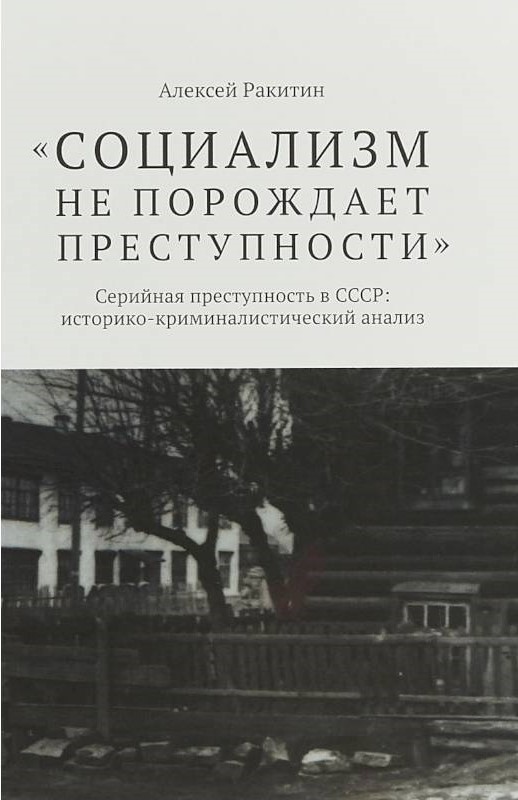 Алексей Ракитин
«СОЦИАЛИЗМ
НЕ ПОРОЖДАЕТ
ПРЕСТУПНОСТИ»
Серийная преступность в СССР:
историко-криминалистический анализ